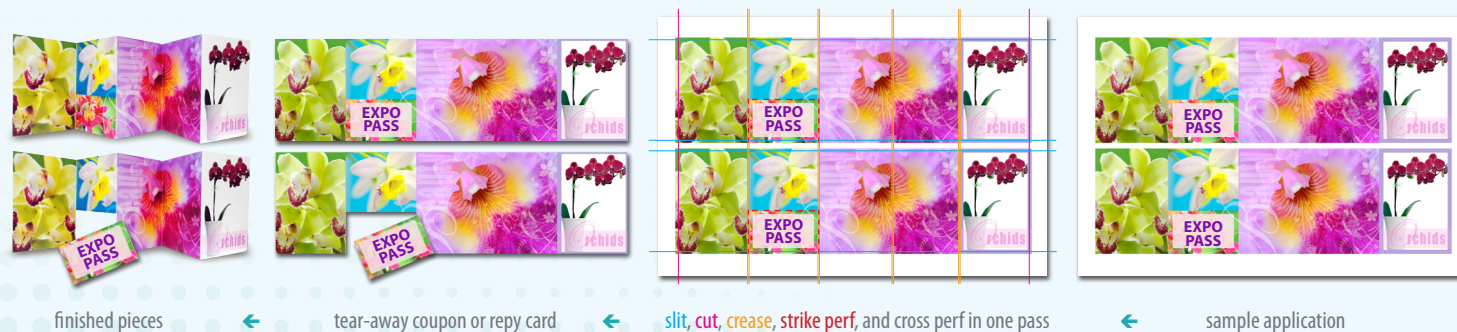 EXPO
PASS
rchids
EXPO
PASS
rchids
EXPO
PASS
rchids
EXPO
PASS
rchids
EXPO
PASS
rchids
EXPO
PASS
rchids
EXPO
PASS
rchids
EXPO
PASS
rchids
finished pieces
tear-away coupon or repy card
slit, cut, crease, strike perf, and cross perf in one pass
sample application